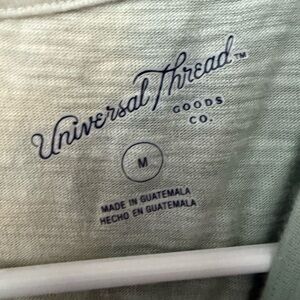 Universal Thread™
GOODS
CO.
M
MADE IN GUATEMALA
HECHO EN GUATEMALA